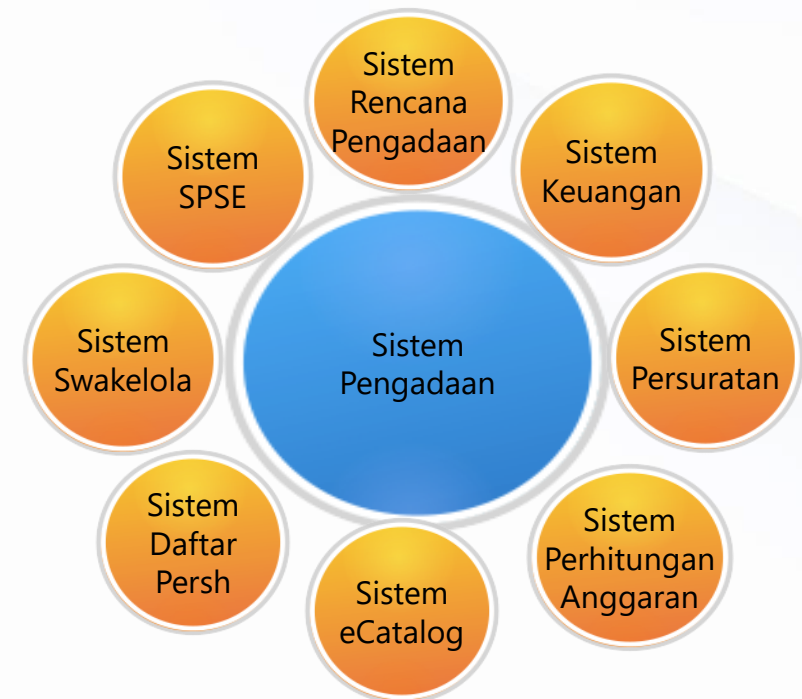 Sistem
Rencana
Pengadaan
Sistem
Keuangan
Sistem
Persuratan
Sistem
Perhitungan
Anggaran
Sistem
eCatalog
Sistem
Daftar
Persh
Sistem
Swakelola
Sistem
SPSE
Sistem
Pengadaan